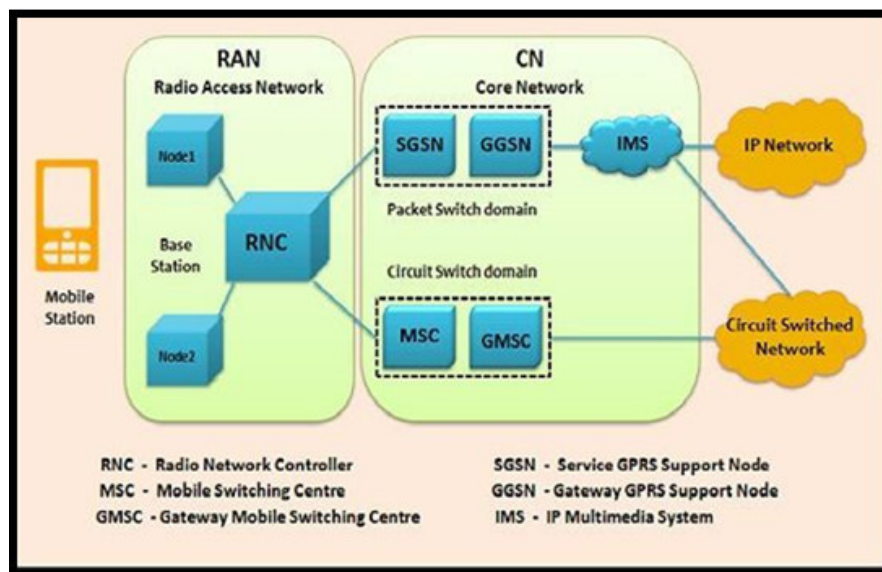 RAN
Radio Access Network
CN
Core Network
Node1
SGSN
GGSN
IMS
IP Network
Packet Switch domain
Base
Station
RNC
Circuit Switch domain
Mobile
Station
Node2
MSC
GMSC
Circuit Switched
Network
RNC - Radio Network Controller
MSC - Mobile Switching Centre
GMSC - Gateway Mobile Switching Centre
SGSN - Service GPRS Support Node
GGSN - Gateway GPRS Support Node
IMS - IP Multimedia System